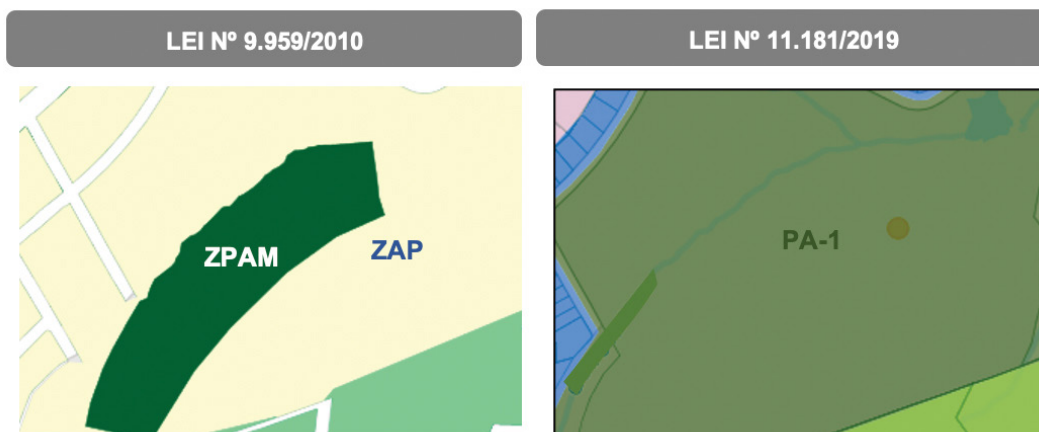 LEI Nº 9.959/2010
LEI Nº 11.181/2019
ZPAM
ZAP
PA-1